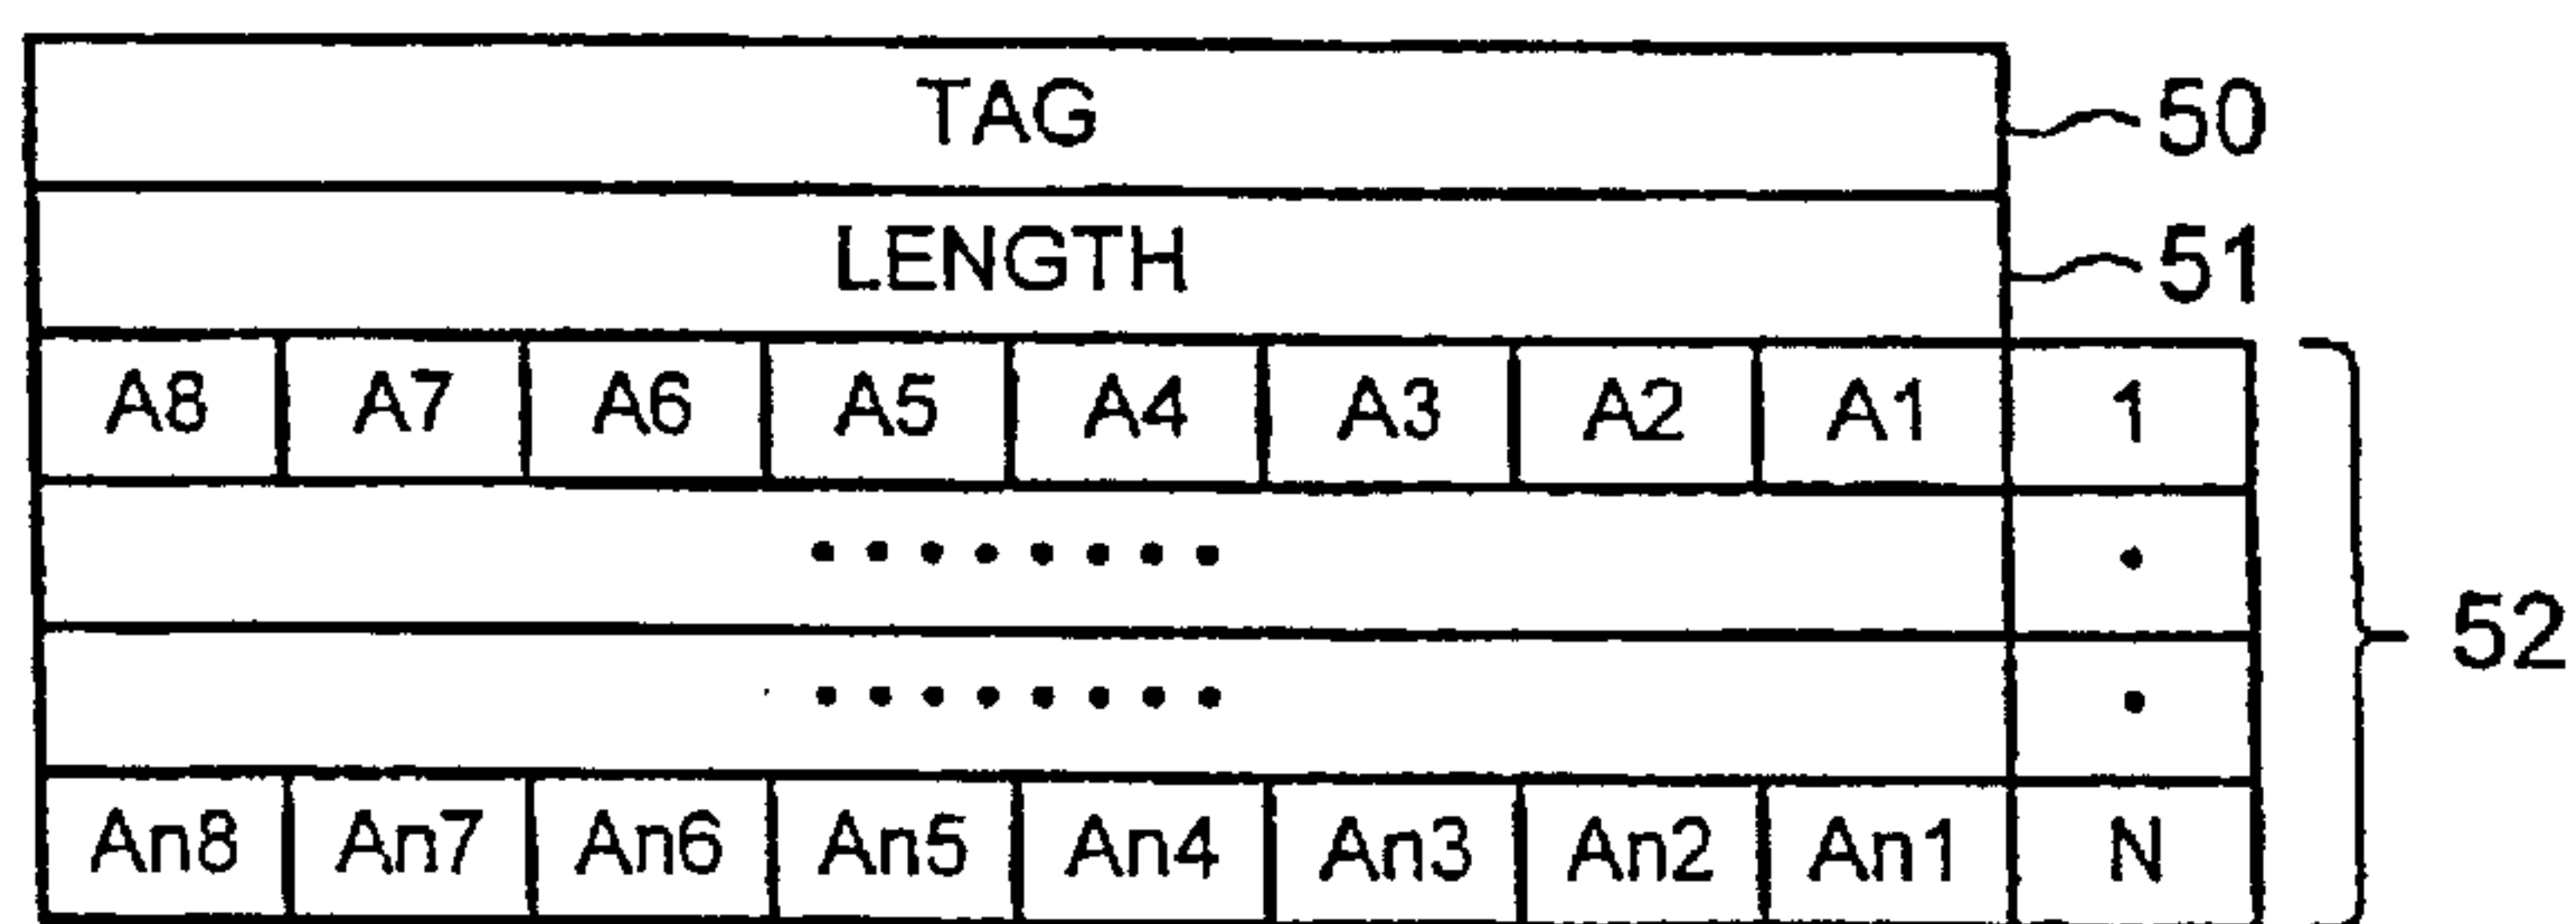 TAG 50
LENGTH 51
A8 A7 A6 A5 A4 A3 A2 A1 1
• • • • • • • • •
52
• • • • • • • • •
An8 An7 An6 An5 An4 An3 An2 An1 N